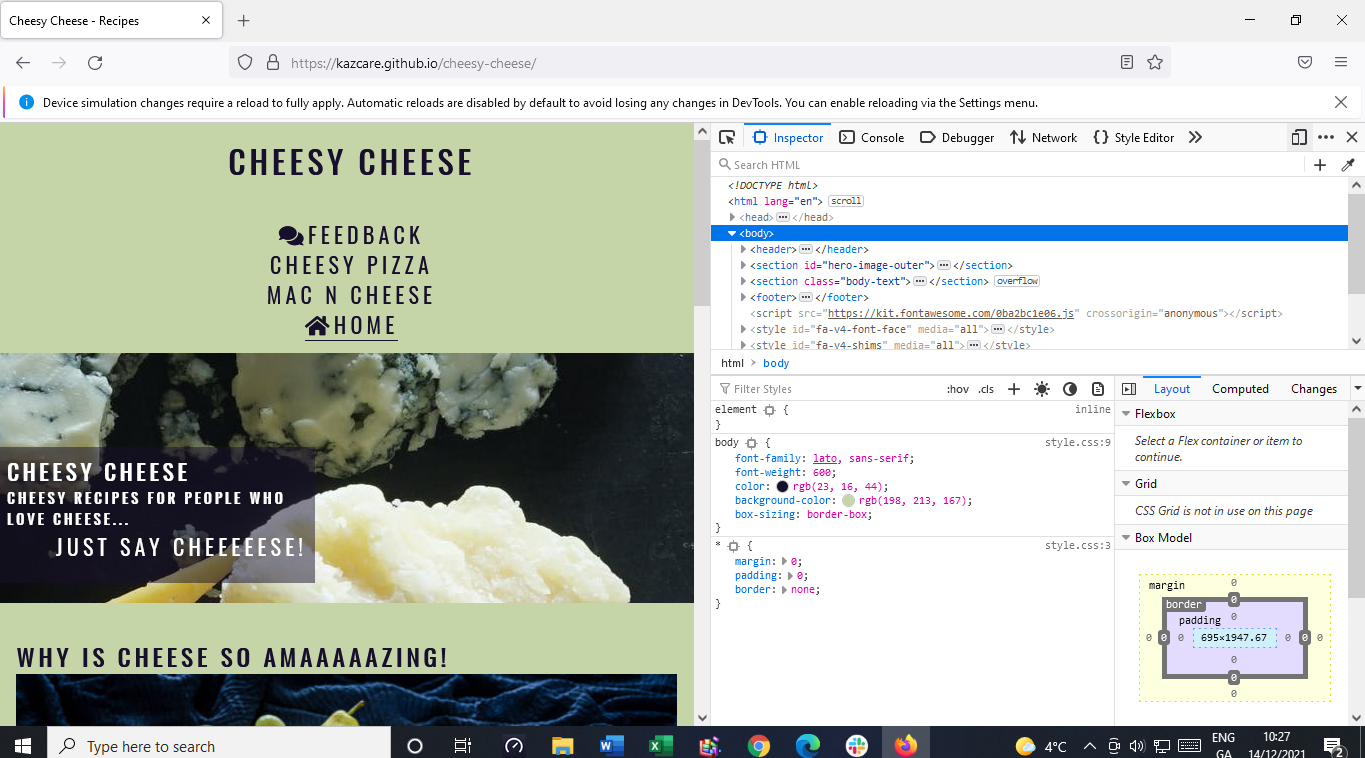 Cheesy Cheese - Recipes
https://kazcare.github.io/cheesy-cheese/
Device simulation changes require a reload to fully apply. Automatic reloads are disabled by default to avoid losing any changes in DevTools. You can enable reloading via the Settings menu.
CHEESY CHEESE
FEEDBACK
CHEESY PIZZA
MAC N CHEESE
HOME
CHEESY CHEESE
CHEESY RECIPES FOR PEOPLE WHO
LOVE CHEESE...
JUST SAY CHEEEEESE!
WHY IS CHEESE SO AMAAAAAZING!
Inspector Console Debugger Network Style Editor
Search HTML
<!DOCTYPE html>
<html lang="en"> scroll
<head> </head>
<body>
<header> </header>
<section id="hero-image-outer"> </section>
<section class="body-text"> </section> overflow
<footer> </footer>
<script src="https://kit.fontawesome.com/0ba2bc1e06.js" crossorigin="anonymous"></script>
<style id="fa-v4-font-face" media="all"> </style>
<style id="fa-v4-shims" media="all"> </style>
html > body
Filter Styles :hov .cls
element { inline
}
body { style.css:9
font-family: lato, sans-serif;
font-weight: 600;
color: rgb(23, 16, 44);
background-color: rgb(198, 213, 167);
box-sizing: border-box;
}
* { style.css:3
margin: 0;
padding: 0;
border: none;
}
Layout Computed Changes
Flexbox
Select a Flex container or item to
continue.
Grid
CSS Grid is not in use on this page
Box Model
margin 0
border 0
padding 0
0 0 0 695×1947.67 0 0 0
0
0
0
Type here to search
4°C
ENG
GA
10:27
14/12/2021
2